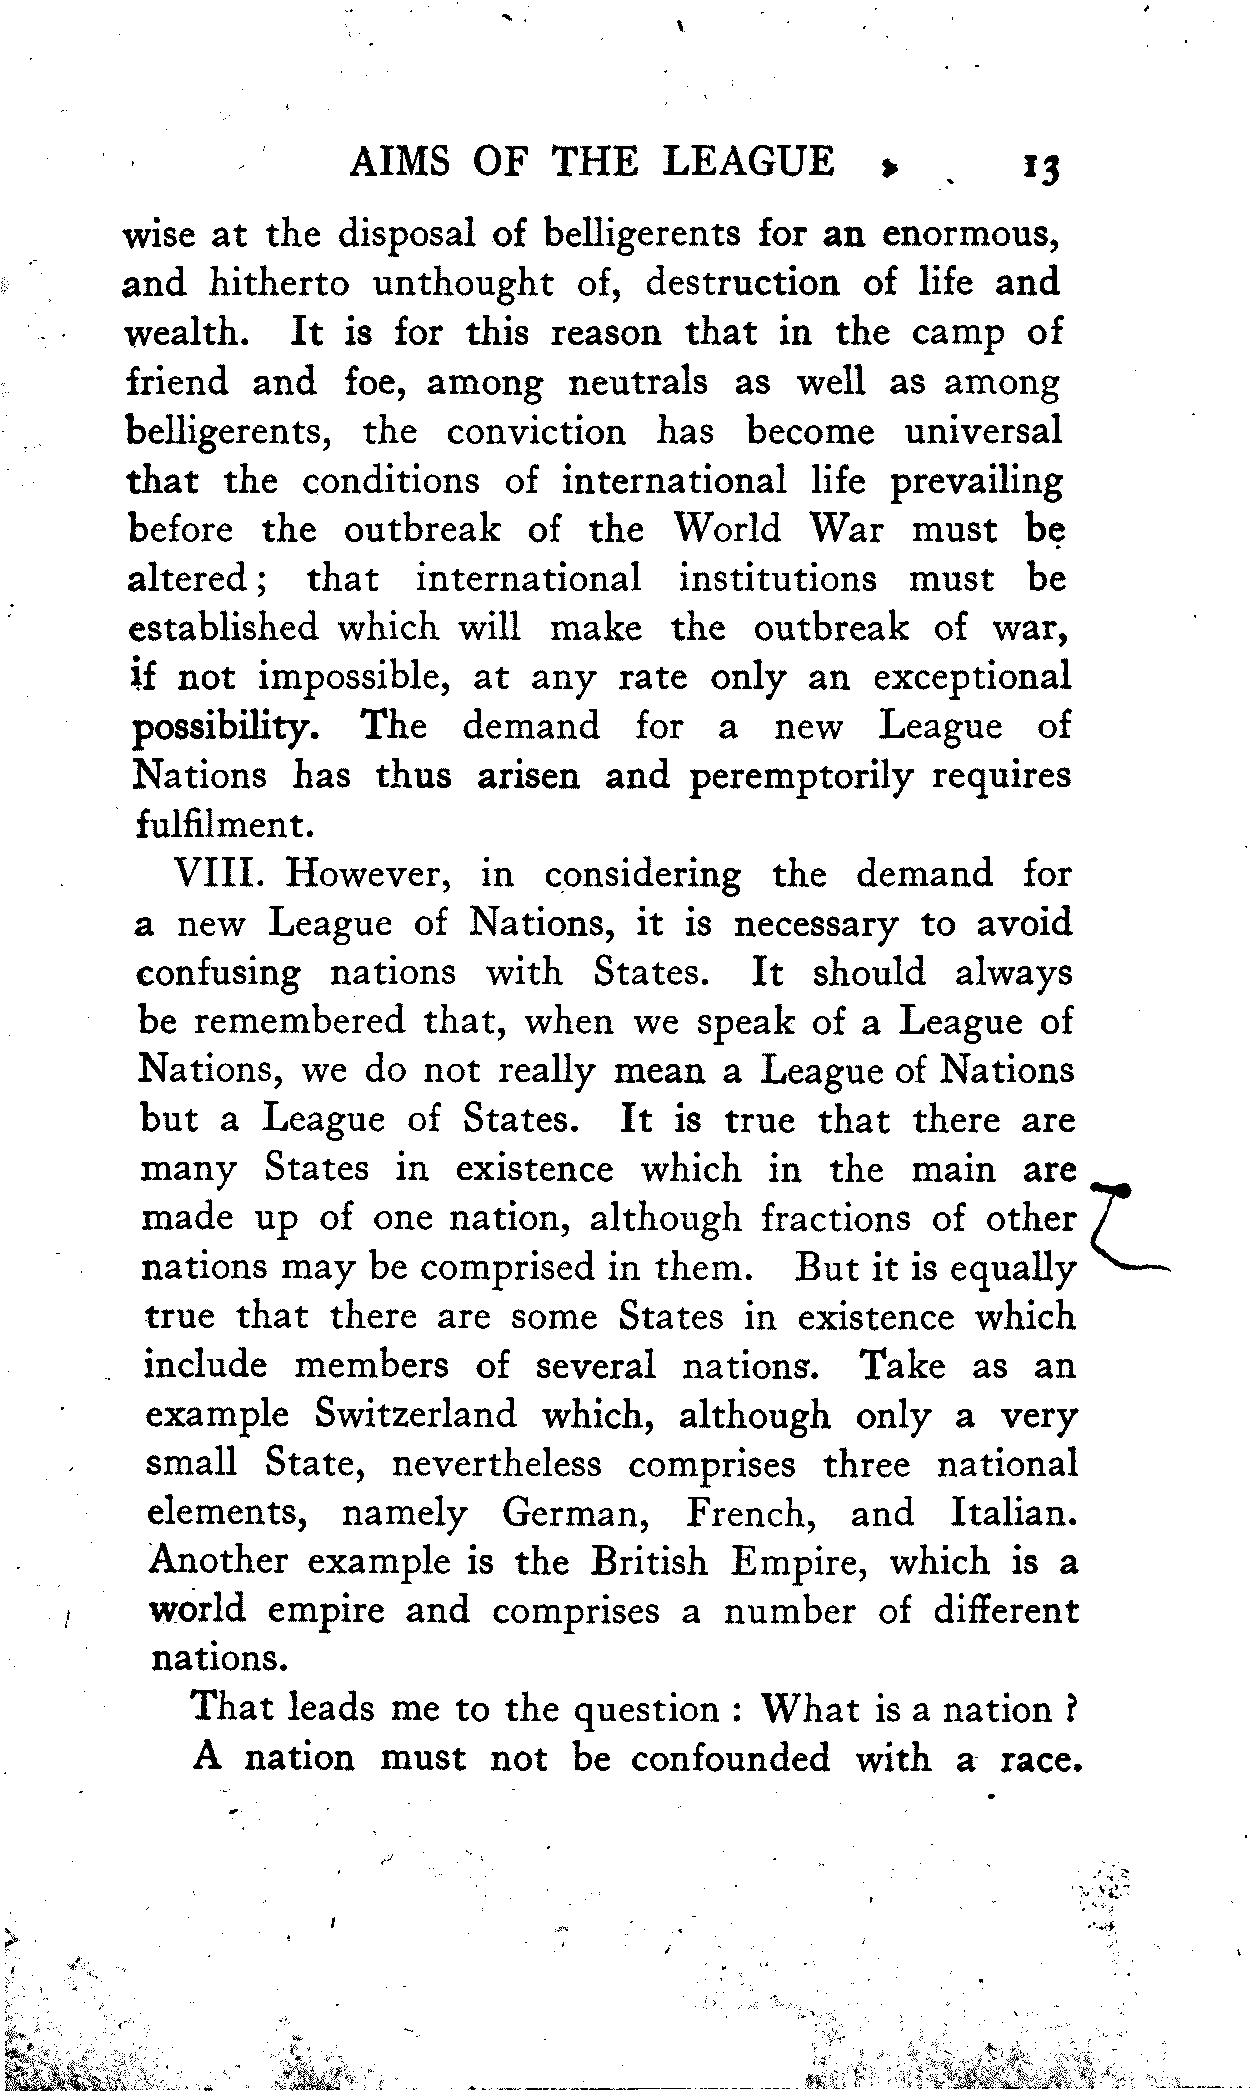 AIMS OF THE LEAGUE 13
wise at the disposal of belligerents for an enormous,
and hitherto unthought of, destruction of life and
wealth. It is for this reason that in the camp of
friend and foe, among neutrals as well as among
belligerents, the conviction has become universal
that the conditions of international life prevailing
before the outbreak of the World War must be
altered ; that international institutions must be
established which will make the outbreak of war,
if not impossible, at any rate only an exceptional
possibility. The demand for a new League of
Nations has thus arisen and peremptorily requires
fulfilment.
VIII. However, in considering the demand for
a new League of Nations, it is necessary to avoid
confusing nations with States. It should always
be remembered that, when we speak of a League of
Nations, we do not really mean a League of Nations
but a League of States. It is true that there are
many States in existence which in the main are
made up of one nation, although fractions of other
nations may be comprised in them. But it is equally
true that there are some States in existence which
include members of several nations. Take as an
example Switzerland which, although only a very
small State, nevertheless comprises three national
elements, namely German, French, and Italian.
Another example is the British Empire, which is a
world empire and comprises a number of different
nations.
That leads me to the question : What is a nation ?
A nation must not be confounded with a race.